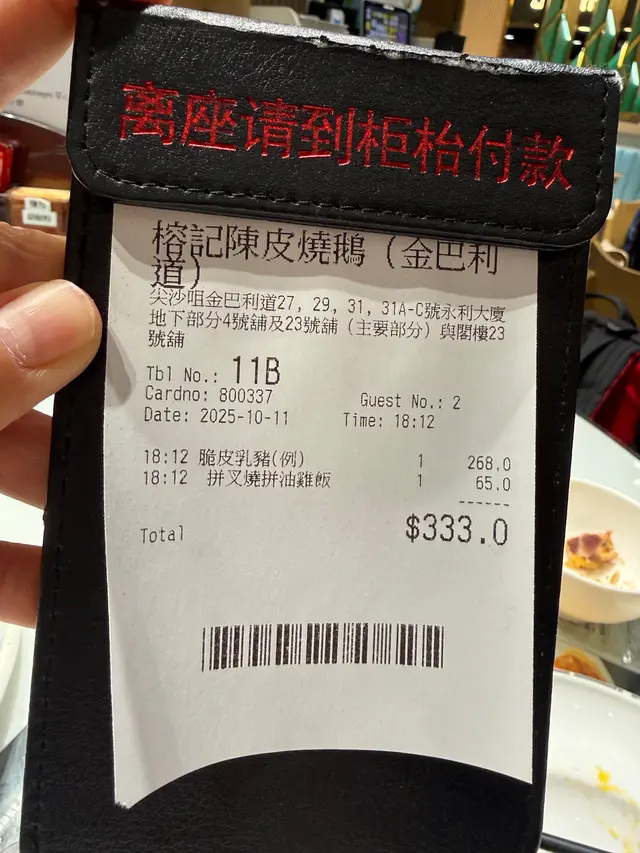 离座请到柜枱付款
榕記陳皮燒鵝 (金巴利
道)
尖沙咀金巴利道27, 29, 31, 31A-C號永利大廈
地下部分4號舖及23號舖 (主要部分) 與閣樓23
號舖
Tbl No.: 11B
Cardno: 800337 Guest No.: 2
Date: 2025-10-11 Time: 18:12
18:12 脆皮乳豬(例) 1 268.0
18:12 拼叉燒拼油雞飯 1 65.0
------
Total $333.0